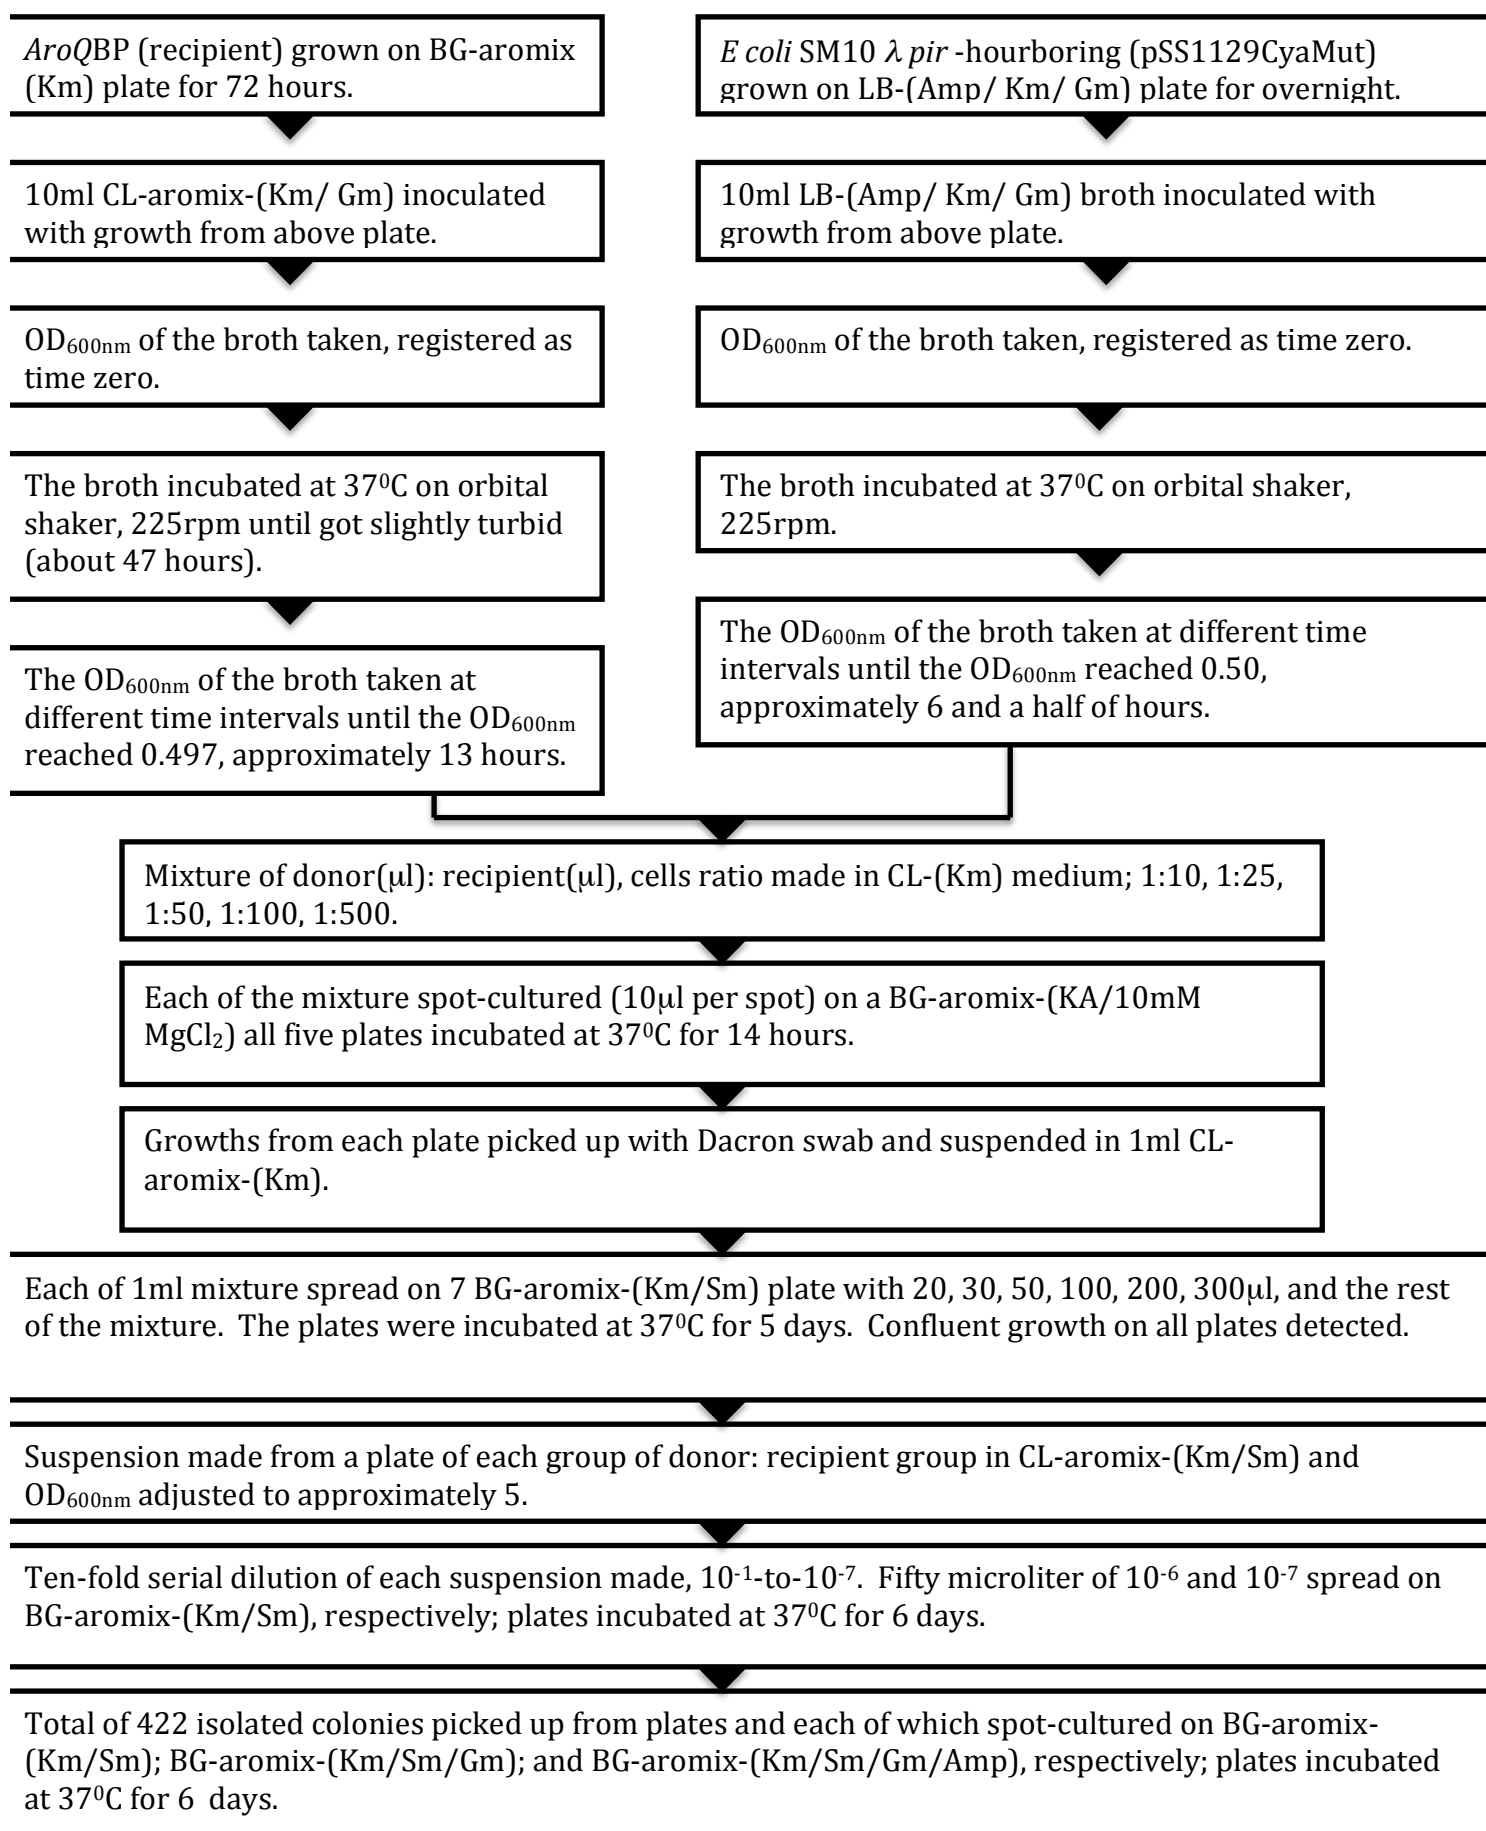 AroQBP (recipient) grown on BG-aromix
(Km) plate for 72 hours.
E coli SM10 λ pir -hourboring (pSS1129CyaMut)
grown on LB-(Amp/ Km/ Gm) plate for overnight.
10ml CL-aromix-(Km/ Gm) inoculated
with growth from above plate.
10ml LB-(Amp/ Km/ Gm) broth inoculated with
growth from above plate.
OD600nm of the broth taken, registered as
time zero.
OD600nm of the broth taken, registered as time zero.
The broth incubated at 37⁰C on orbital
shaker, 225rpm until got slightly turbid
(about 47 hours).
The broth incubated at 37⁰C on orbital shaker,
225rpm.
The OD600nm of the broth taken at
different time intervals until the OD600nm
reached 0.497, approximately 13 hours.
The OD600nm of the broth taken at different time
intervals until the OD600nm reached 0.50,
approximately 6 and a half of hours.
Mixture of donor(µl): recipient(µl), cells ratio made in CL-(Km) medium; 1:10, 1:25,
1:50, 1:100, 1:500.
Each of the mixture spot-cultured (10µl per spot) on a BG-aromix-(KA/10mM
MgCl2) all five plates incubated at 37⁰C for 14 hours.
Growths from each plate picked up with Dacron swab and suspended in 1ml CL-
aromix-(Km).
Each of 1ml mixture spread on 7 BG-aromix-(Km/Sm) plate with 20, 30, 50, 100, 200, 300µl, and the rest
of the mixture. The plates were incubated at 37⁰C for 5 days. Confluent growth on all plates detected.
Suspension made from a plate of each group of donor: recipient group in CL-aromix-(Km/Sm) and
OD600nm adjusted to approximately 5.
Ten-fold serial dilution of each suspension made, 10⁻¹-to-10⁻⁷. Fifty microliter of 10⁻⁶ and 10⁻⁷ spread on
BG-aromix-(Km/Sm), respectively; plates incubated at 37⁰C for 6 days.
Total of 422 isolated colonies picked up from plates and each of which spot-cultured on BG-aromix-
(Km/Sm); BG-aromix-(Km/Sm/Gm); and BG-aromix-(Km/Sm/Gm/Amp), respectively; plates incubated
at 37⁰C for 6 days.